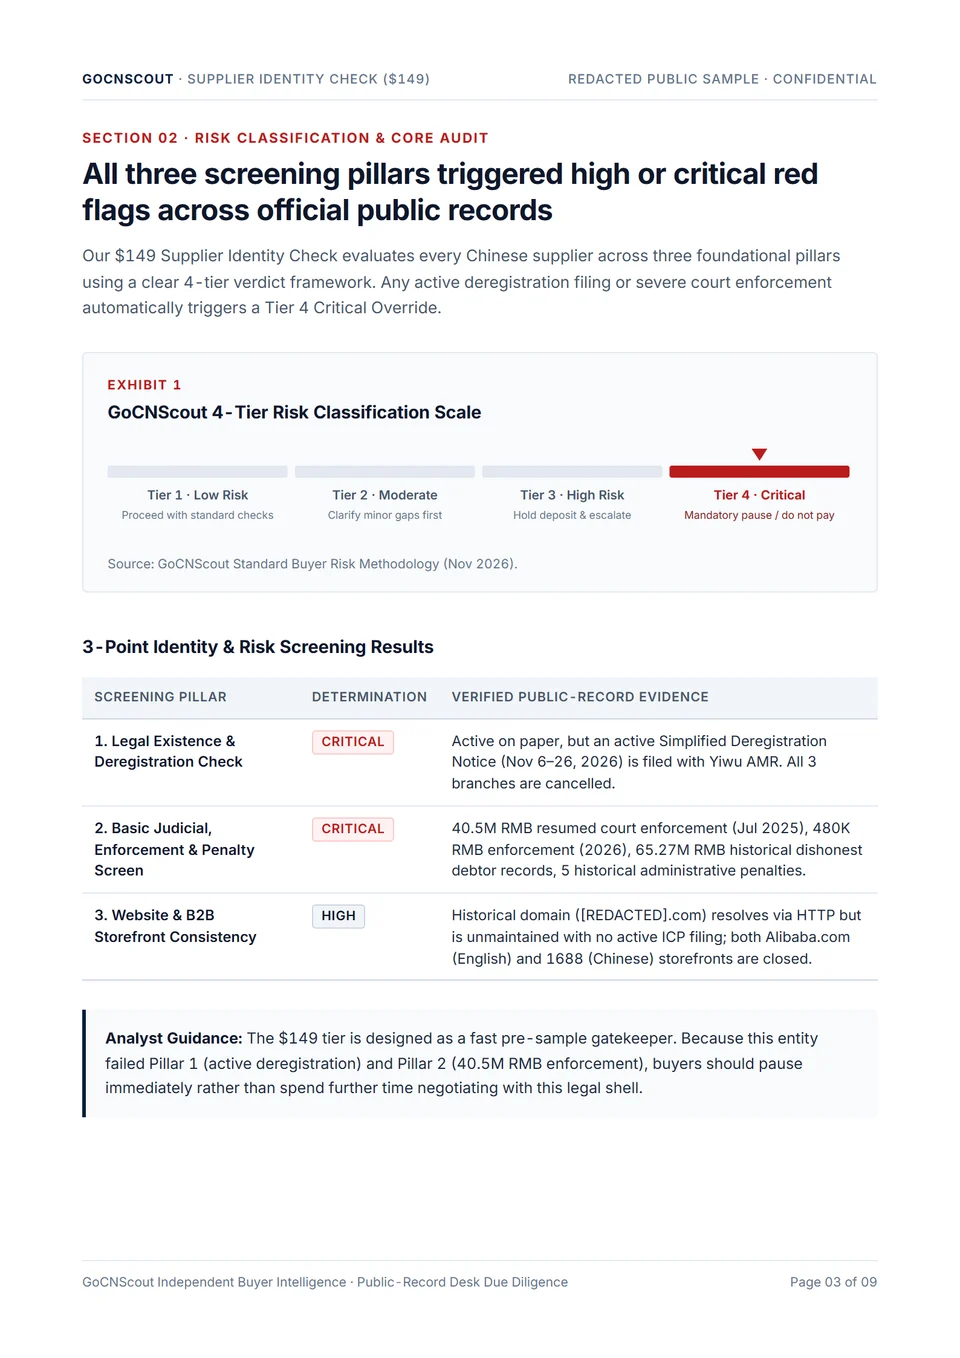 GOCNSCOUT · SUPPLIER IDENTITY CHECK ($149)
REDACTED PUBLIC SAMPLE · CONFIDENTIAL
SECTION 02 · RISK CLASSIFICATION & CORE AUDIT
All three screening pillars triggered high or critical red
flags across official public records
Our $149 Supplier Identity Check evaluates every Chinese supplier across three foundational pillars
using a clear 4-tier verdict framework. Any active deregistration filing or severe court enforcement
automatically triggers a Tier 4 Critical Override.
EXHIBIT 1
GoCNScout 4-Tier Risk Classification Scale
Tier 1 · Low Risk
Proceed with standard checks
Tier 2 · Moderate
Clarify minor gaps first
Tier 3 · High Risk
Hold deposit & escalate
Tier 4 · Critical
Mandatory pause / do not pay
Source: GoCNScout Standard Buyer Risk Methodology (Nov 2026).
3-Point Identity & Risk Screening Results
SCREENING PILLAR
DETERMINATION
VERIFIED PUBLIC-RECORD EVIDENCE
1. Legal Existence &
Deregistration Check
CRITICAL
Active on paper, but an active Simplified Deregistration
Notice (Nov 6–26, 2026) is filed with Yiwu AMR. All 3
branches are cancelled.
2. Basic Judicial,
Enforcement & Penalty
Screen
CRITICAL
40.5M RMB resumed court enforcement (Jul 2025), 480K
RMB enforcement (2026), 65.27M RMB historical dishonest
debtor records, 5 historical administrative penalties.
3. Website & B2B
Storefront Consistency
HIGH
Historical domain ([REDACTED].com) resolves via HTTP but
is unmaintained with no active ICP filing; both Alibaba.com
(English) and 1688 (Chinese) storefronts are closed.
Analyst Guidance: The $149 tier is designed as a fast pre-sample gatekeeper. Because this entity
failed Pillar 1 (active deregistration) and Pillar 2 (40.5M RMB enforcement), buyers should pause
immediately rather than spend further time negotiating with this legal shell.
GoCNScout Independent Buyer Intelligence · Public-Record Desk Due Diligence
Page 03 of 09